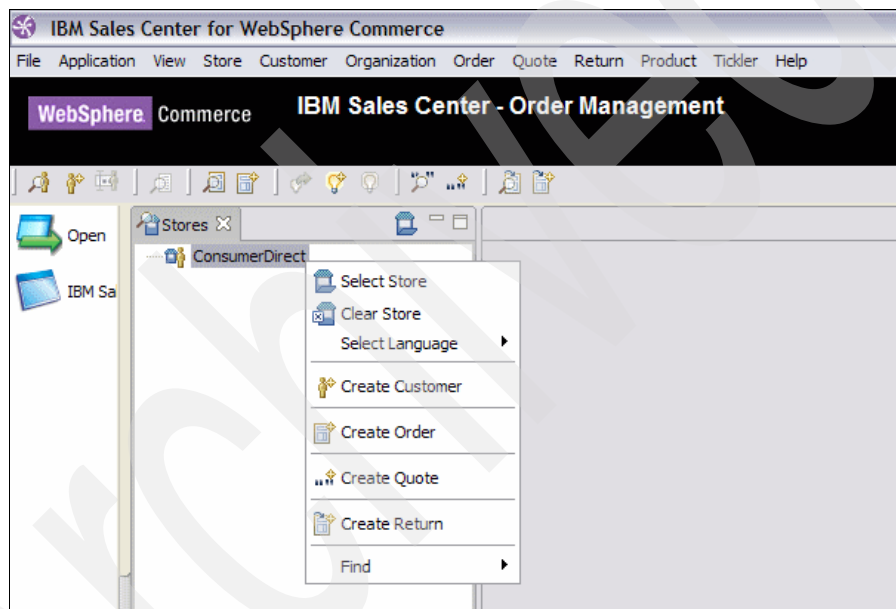 IBM Sales Center for WebSphere Commerce
File Application View Store Customer Organization Order Quote Return Product Tickler Help
WebSphere. Commerce IBM Sales Center - Order Management
Open
IBM Sa
Stores
ConsumerDirect
Select Store
Clear Store
Select Language
Create Customer
Create Order
Create Quote
Create Return
Find